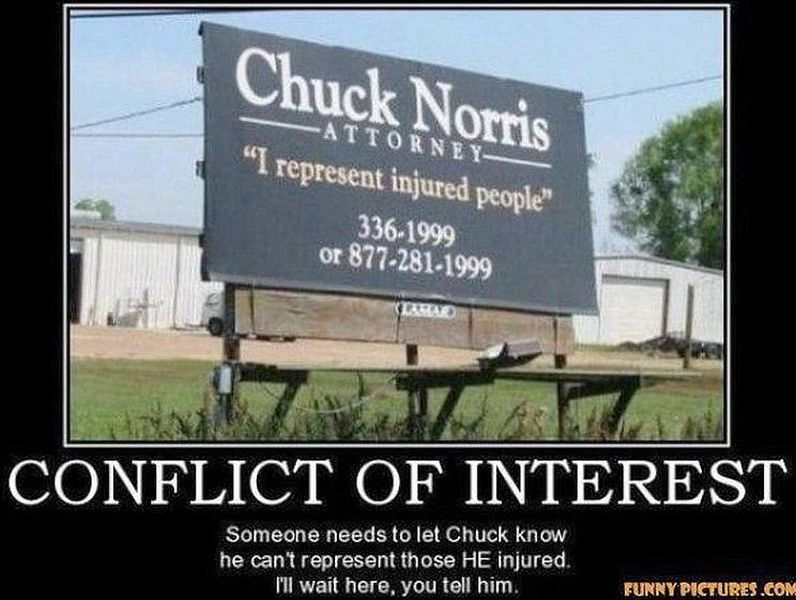 Chuck Norris
ATTORNEY
“I represent injured people”
336-1999
or 877-281-1999
LAMAR
CONFLICT OF INTEREST
Someone needs to let Chuck know
he can't represent those HE injured.
I'll wait here, you tell him.
FUNNY PICTURES .COM